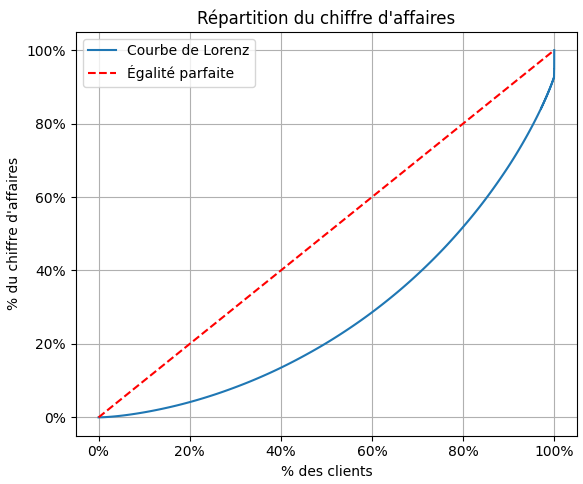 Répartition du chiffre d'affaires
Courbe de Lorenz
Égalité parfaite
100%
80%
60%
40%
20%
0%
% du chiffre d'affaires
0% 20% 40% 60% 80% 100%
% des clients